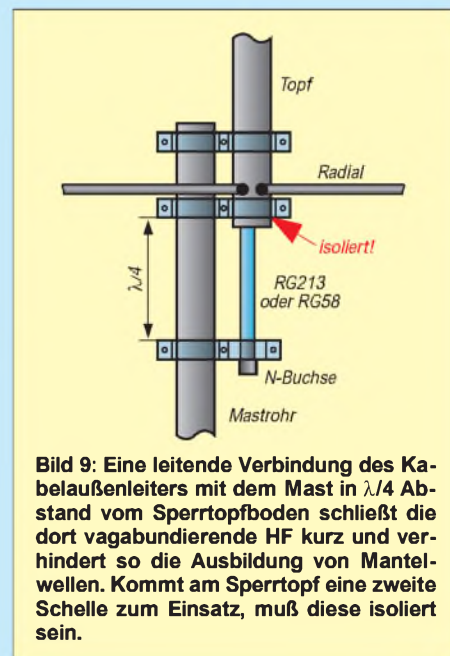 Topf
Radial
isoliert!
λ/4
RG213
oder RG58
N-Buchse
Mastrohr
Bild 9: Eine leitende Verbindung des Ka-
belaußenleiters mit dem Mast in λ/4 Ab-
stand vom Sperrtopfboden schließt die
dort vagabundierende HF kurz und ver-
hindert so die Ausbildung von Mantel-
wellen. Kommt am Sperrtopf eine zweite
Schelle zum Einsatz, muß diese isoliert
sein.